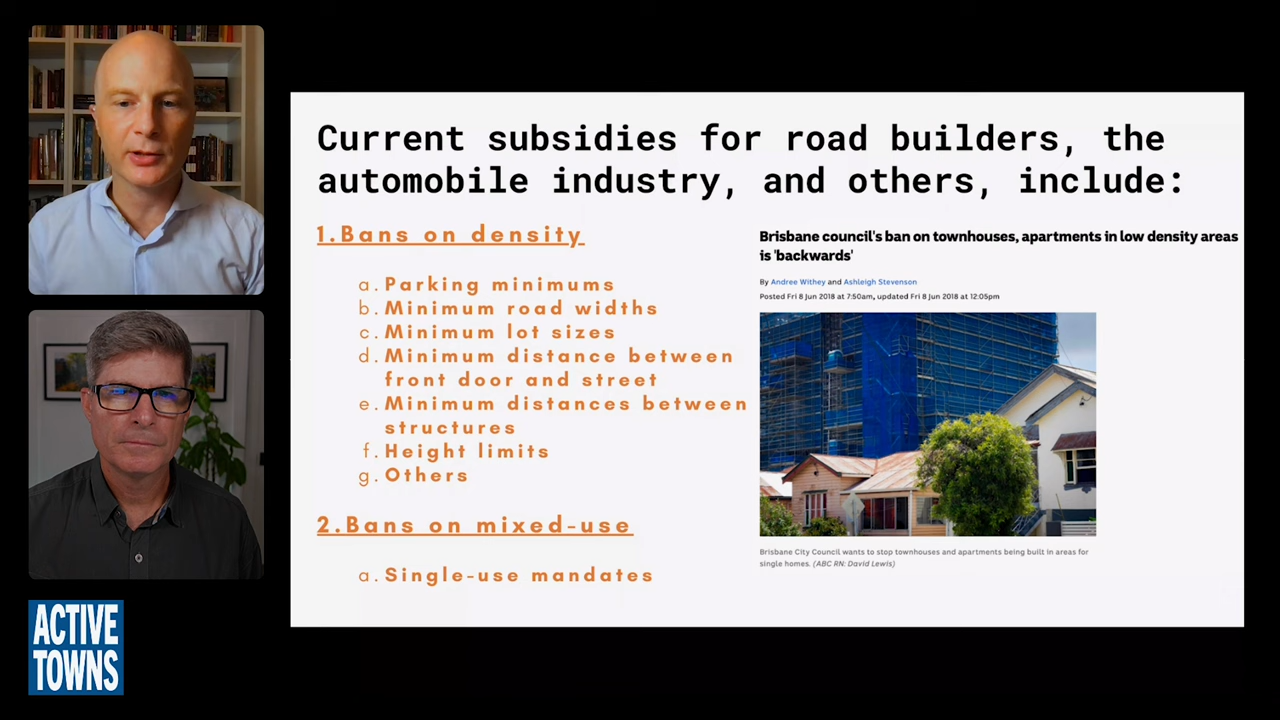 Current subsidies for road builders, the
automobile industry, and others, include:
1.Bans on density
a. Parking minimums
b. Minimum road widths
c. Minimum lot sizes
d. Minimum distance between
front door and street
e. Minimum distances between
structures
f. Height limits
g. Others
2.Bans on mixed-use
a. Single-use mandates
Brisbane council's ban on townhouses, apartments in low density areas
is 'backwards'
By Andree Withey and Ashleigh Stevenson
Posted Fri 8 Jun 2018 at 7:50am, updated Fri 8 Jun 2018 at 12:05pm
Brisbane City Council wants to stop townhouses and apartments being built in areas for
single homes. (ABC RN: David Lewis)
ACTIVE
TOWNS